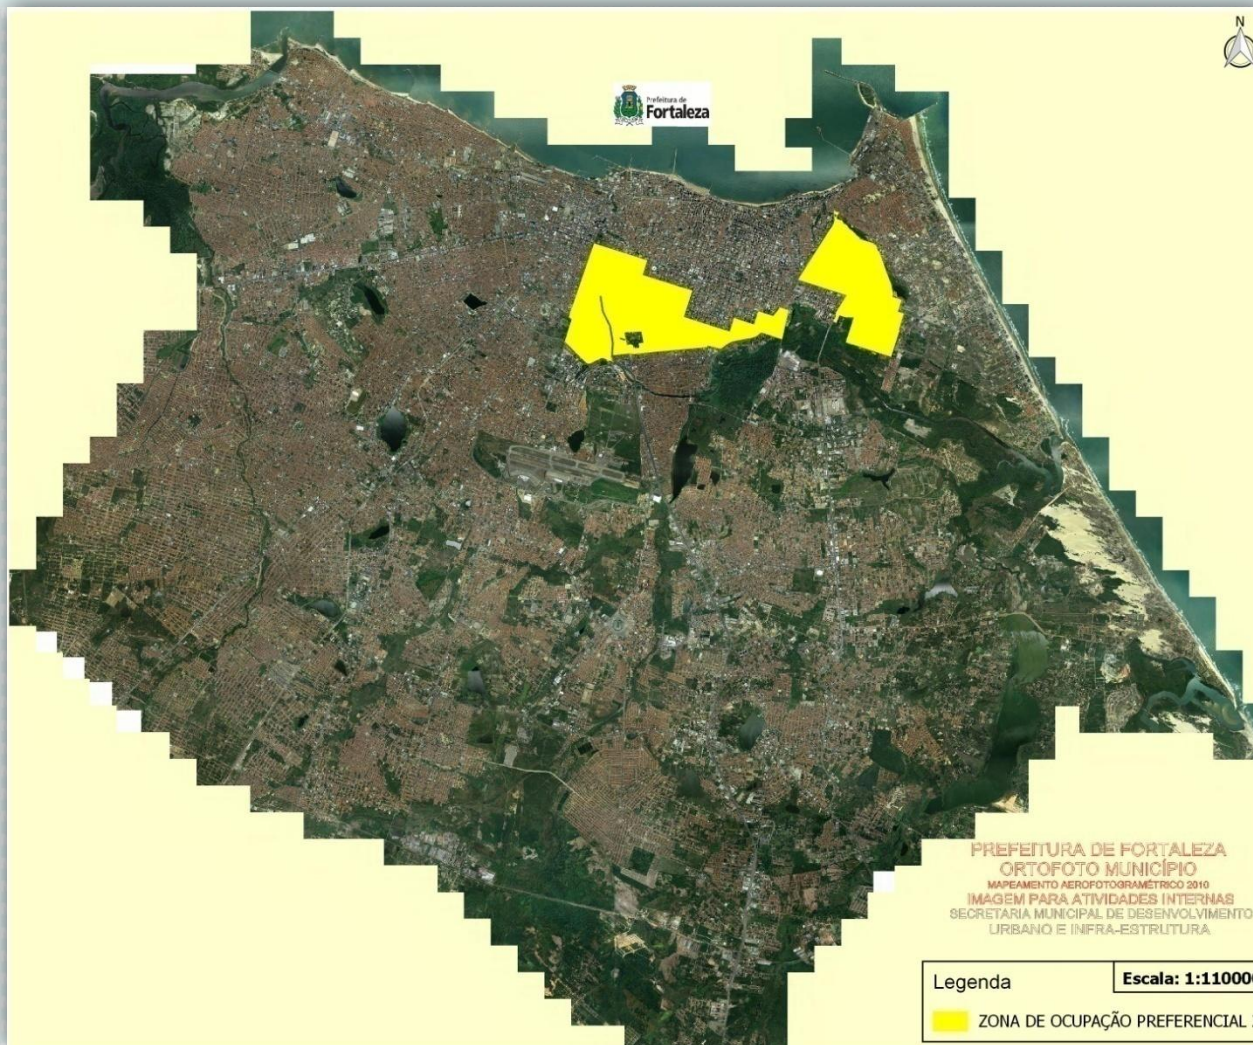 N
Prefeitura de
Fortaleza
PREFEITURA DE FORTALEZA
ORTOFOTO MUNICÍPIO
MAPEAMENTO AEROFOTOGRAMÉTRICO 2010
IMAGEM PARA ATIVIDADES INTERNAS
SECRETARIA MUNICIPAL DE DESENVOLVIMENTO
URBANO E INFRA-ESTRUTURA
Legenda
Escala: 1:110000
ZONA DE OCUPAÇÃO PREFERENCIAL